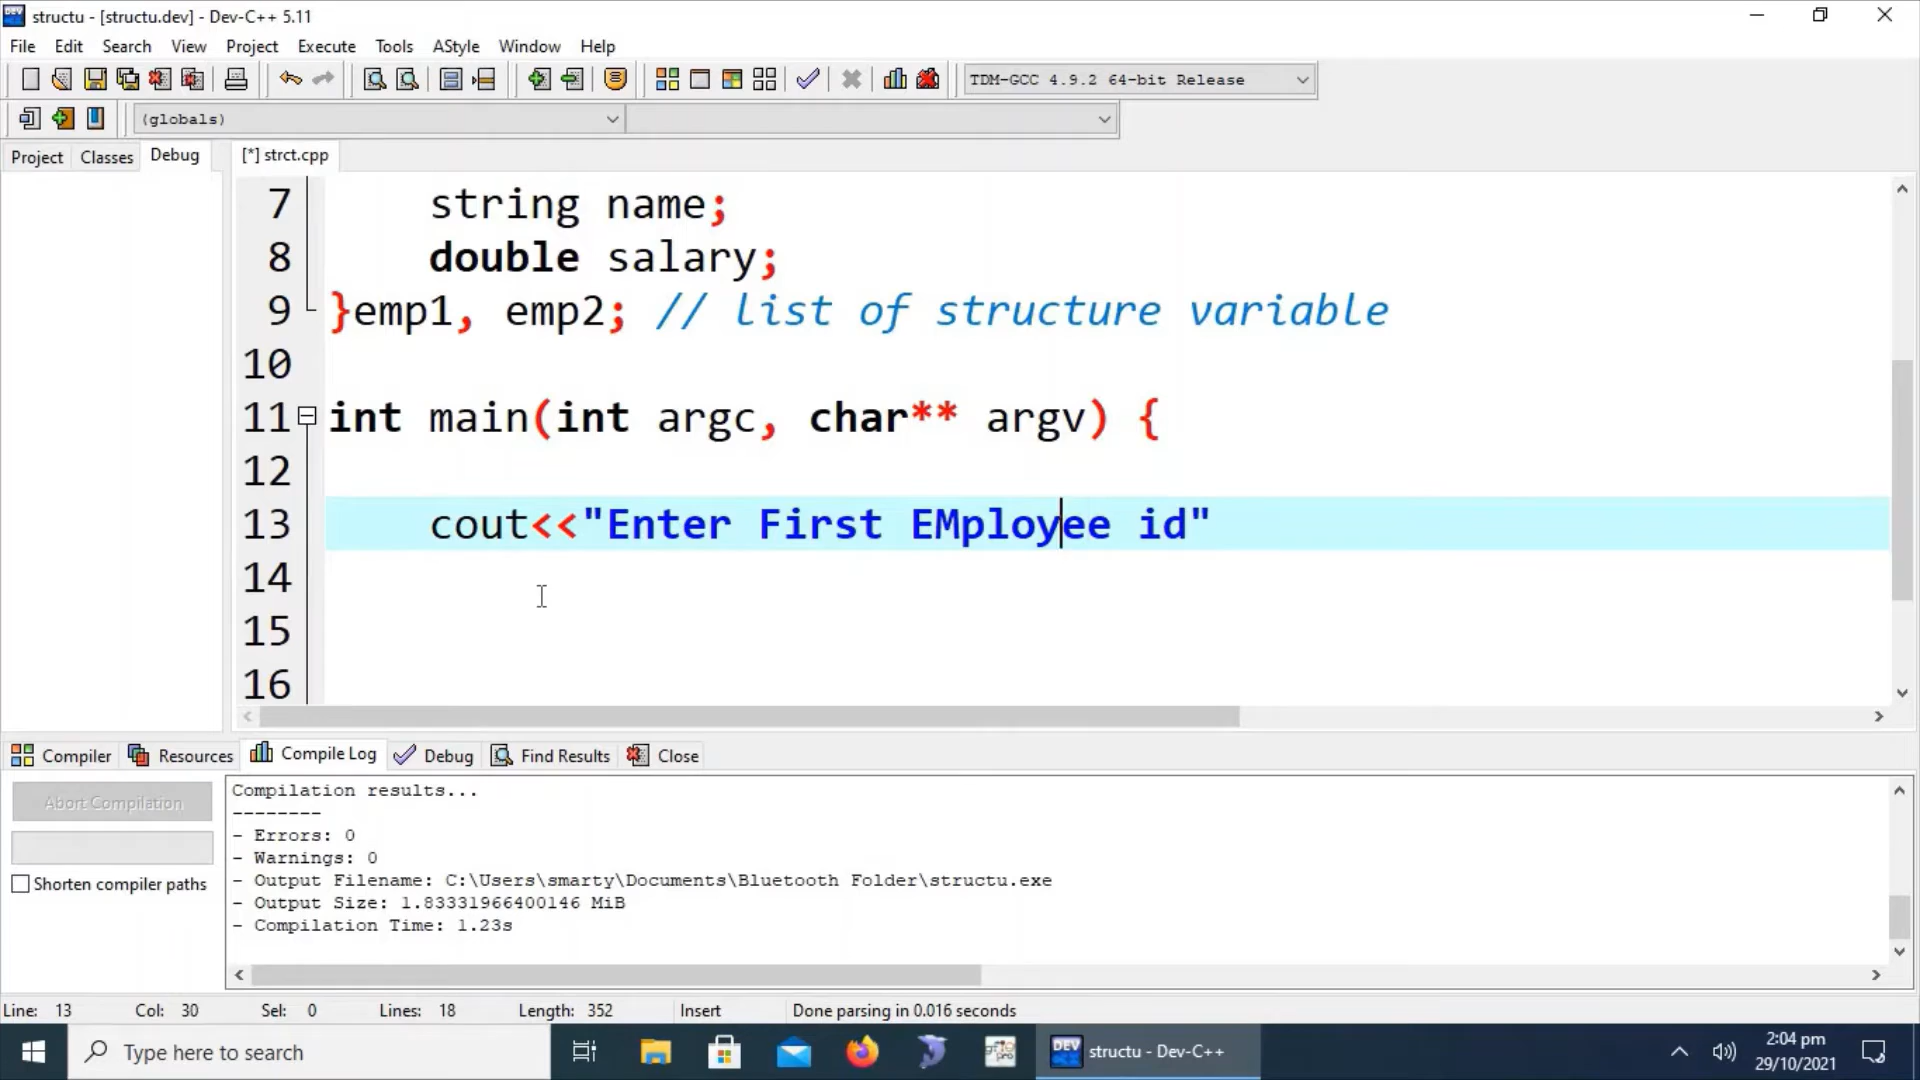 structu - [structu.dev] - Dev-C++ 5.11
File Edit Search View Project Execute Tools AStyle Window Help
TDM-GCC 4.9.2 64-bit Release
(globals)
Project Classes Debug [*] strct.cpp
7 string name;
8 double salary;
9 }emp1, emp2; // list of structure variable
10
11 int main(int argc, char** argv) {
12
13 cout<<"Enter First EMployee id"
14
15
16
Compiler Resources Compile Log Debug Find Results Close
Abort Compilation
Shorten compiler paths
Compilation results...
--------
- Errors: 0
- Warnings: 0
- Output Filename: C:\Users\smarty\Documents\Bluetooth Folder\structu.exe
- Output Size: 1.83331966400146 MiB
- Compilation Time: 1.23s
Line: 13 Col: 30 Sel: 0 Lines: 18 Length: 352 Insert Done parsing in 0.016 seconds
Type here to search
DEV structu - Dev-C++
2:04 pm
29/10/2021